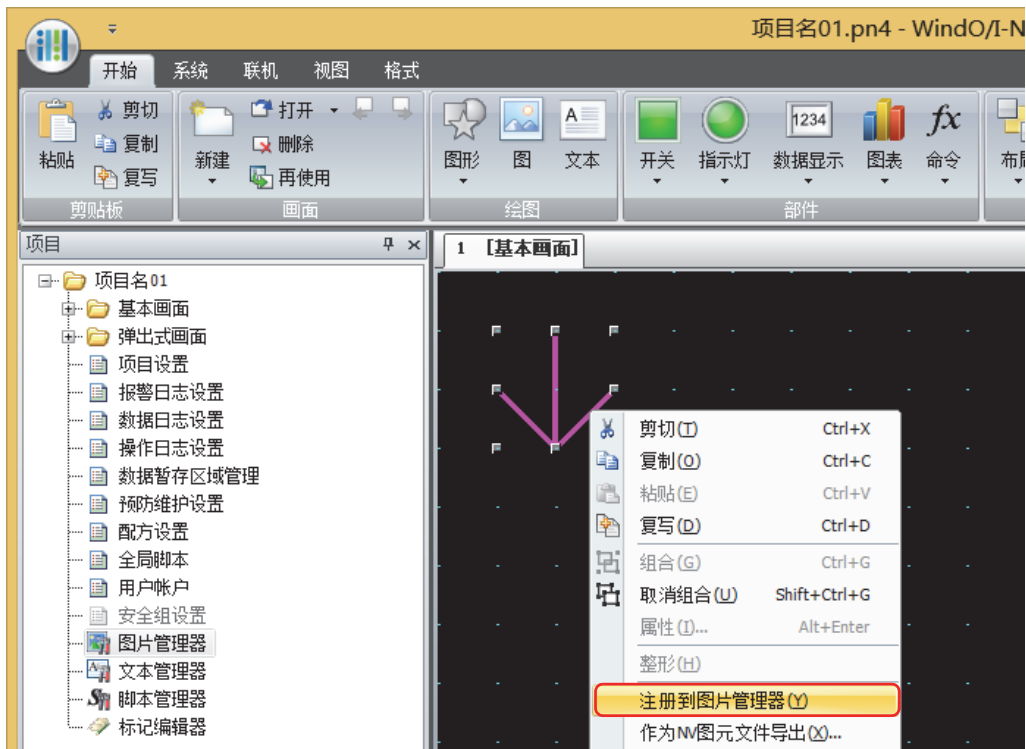 项目名01.pn4 - WindO/I-N
开始 系统 联机 视图 格式
剪切
复制
复写
粘贴
剪贴板
新建
打开
删除
再使用
画面
图形 图 文本
A
绘图
1234
fx
开关 指示灯 数据显示 图表 命令
部件
布局
项目
项目名01
基本画面
弹出式画面
项目设置
报警日志设置
数据日志设置
操作日志设置
数据暂存区域管理
预防维护设置
配方设置
全局脚本
用户帐户
安全组设置
图片管理器
文本管理器
脚本管理器
标记编辑器
1 [基本画面]
剪切(T) Ctrl+X
复制(O) Ctrl+C
粘贴(E) Ctrl+V
复写(D) Ctrl+D
组合(G) Ctrl+G
取消组合(U) Shift+Ctrl+G
属性(I)... Alt+Enter
整形(H)
注册到图片管理器(Y)
作为NV图元文件导出(X)...